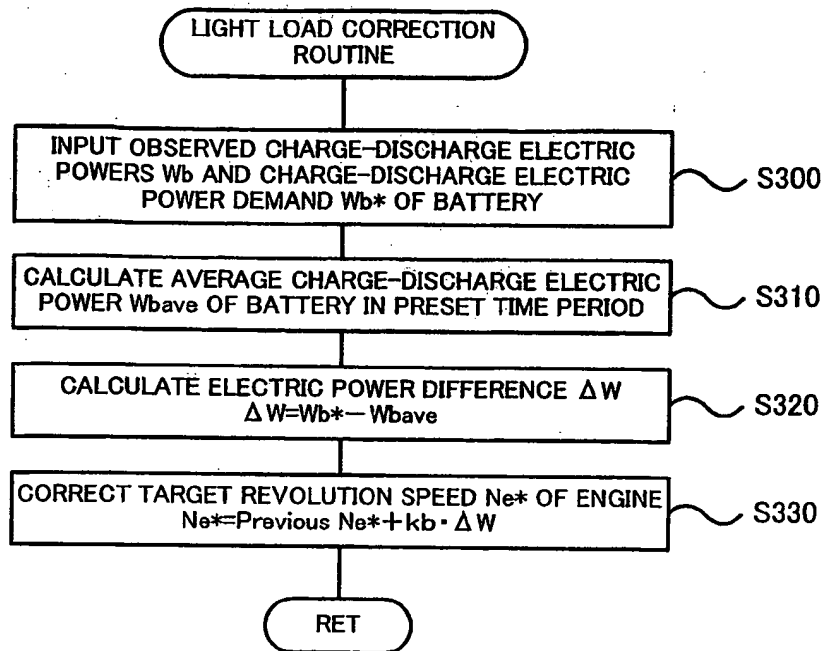 LIGHT LOAD CORRECTION
ROUTINE
INPUT OBSERVED CHARGE-DISCHARGE ELECTRIC
POWERS Wb AND CHARGE-DISCHARGE ELECTRIC
POWER DEMAND Wb* OF BATTERY
S300
CALCULATE AVERAGE CHARGE-DISCHARGE ELECTRIC
POWER Wbave OF BATTERY IN PRESET TIME PERIOD
S310
CALCULATE ELECTRIC POWER DIFFERENCE ΔW
ΔW=Wb*-Wbave
S320
CORRECT TARGET REVOLUTION SPEED Ne* OF ENGINE
Ne*=Previous Ne*+kb·ΔW
S330
RET